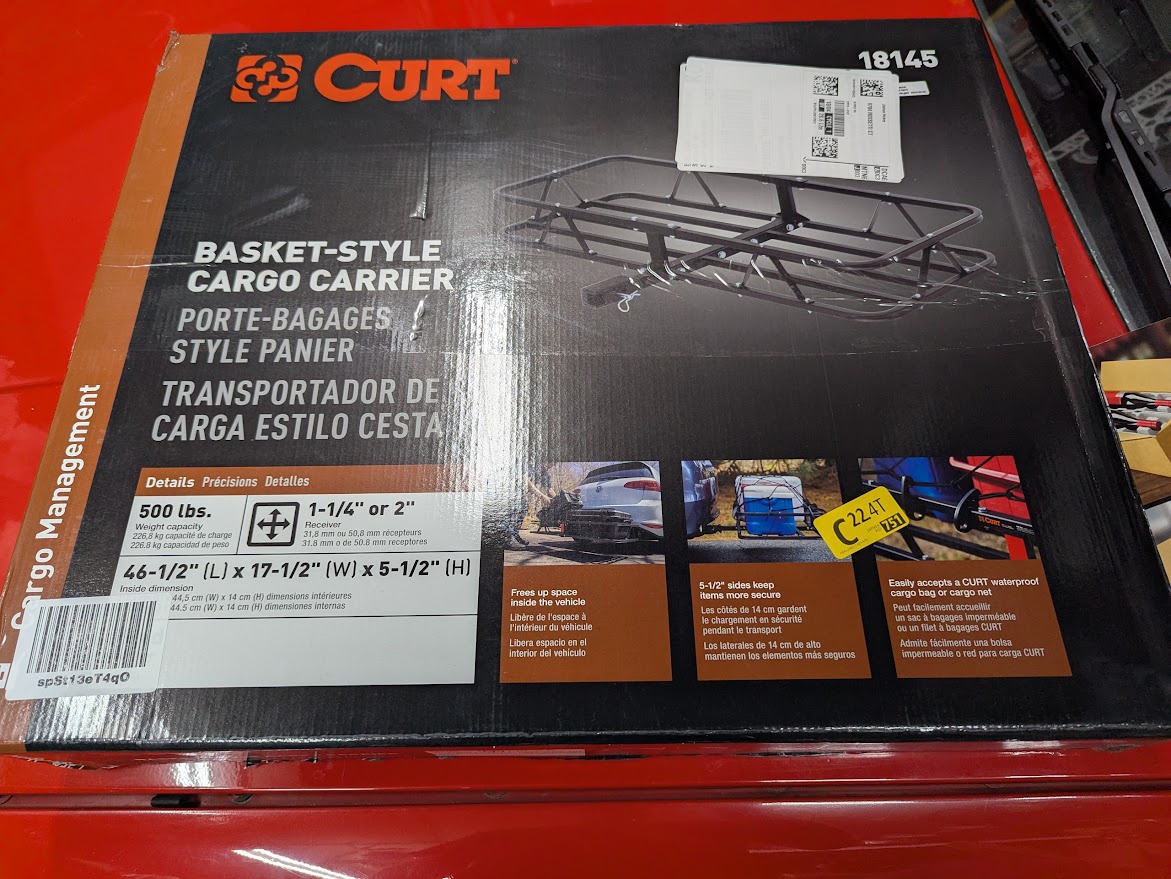 CURT
18145
BASKET-STYLE
CARGO CARRIER
PORTE-BAGAGES
STYLE PANIER
TRANSPORTADOR DE
CARGA ESTILO CESTA
Cargo Management
Details Précisions Detalles
500 lbs.
Weight capacity
226,8 kg capacité de charge
226.8 kg capacidad de peso
1-1/4" or 2"
Receiver
31,8 mm ou 50,8 mm récepteurs
31.8 mm o de 50.8 mm receptores
46-1/2" (L) x 17-1/2" (W) x 5-1/2" (H)
Inside dimension
44,5 cm (W) x 14 cm (H) dimensions intérieures
44.5 cm (W) x 14 cm (H) dimensiones internas
spSt13eT4qO
Frees up space
inside the vehicle
Libère de l'espace à
l'intérieur du véhicule
Libera espacio en el
interior del vehículo
5-1/2" sides keep
items more secure
Les côtés de 14 cm gardent
le chargement en sécurité
pendant le transport
Los laterales de 14 cm de alto
mantienen los elementos más seguros
C 22.4T
751
CURT
Easily accepts a CURT waterproof
cargo bag or cargo net
Peut facilement accueillir
un sac à bagages imperméable
ou un filet à bagages CURT
Admite fácilmente una bolsa
impermeable o red para carga CURT